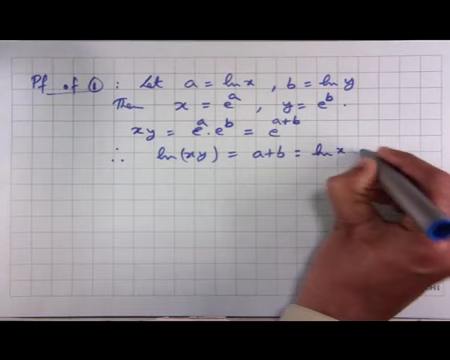 Pf of ① : Let a = ln x , b = ln y
Then x = e^a , y = e^b .
xy = e^a . e^b = e^{a+b}
∴ ln(xy) = a+b = ln x